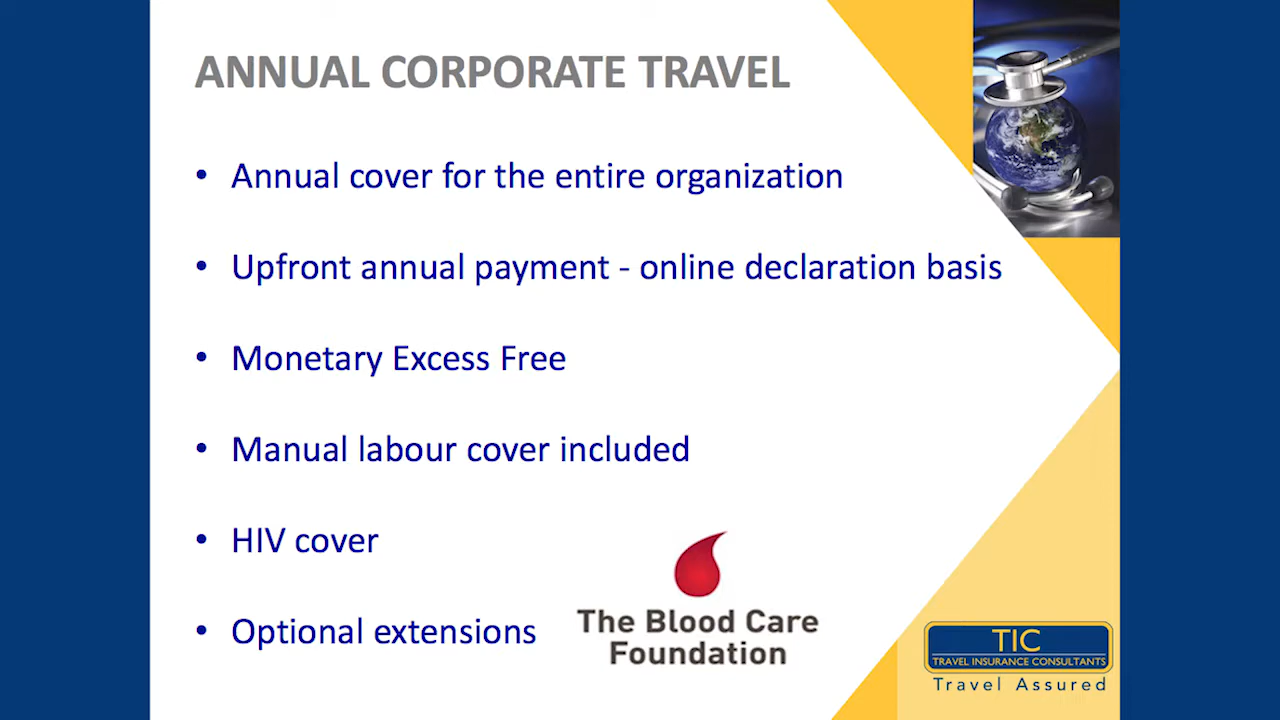 ANNUAL CORPORATE TRAVEL
• Annual cover for the entire organization
• Upfront annual payment - online declaration basis
• Monetary Excess Free
• Manual labour cover included
• HIV cover
• Optional extensions
The Blood Care
Foundation
TIC
TRAVEL INSURANCE CONSULTANTS
Travel Assured